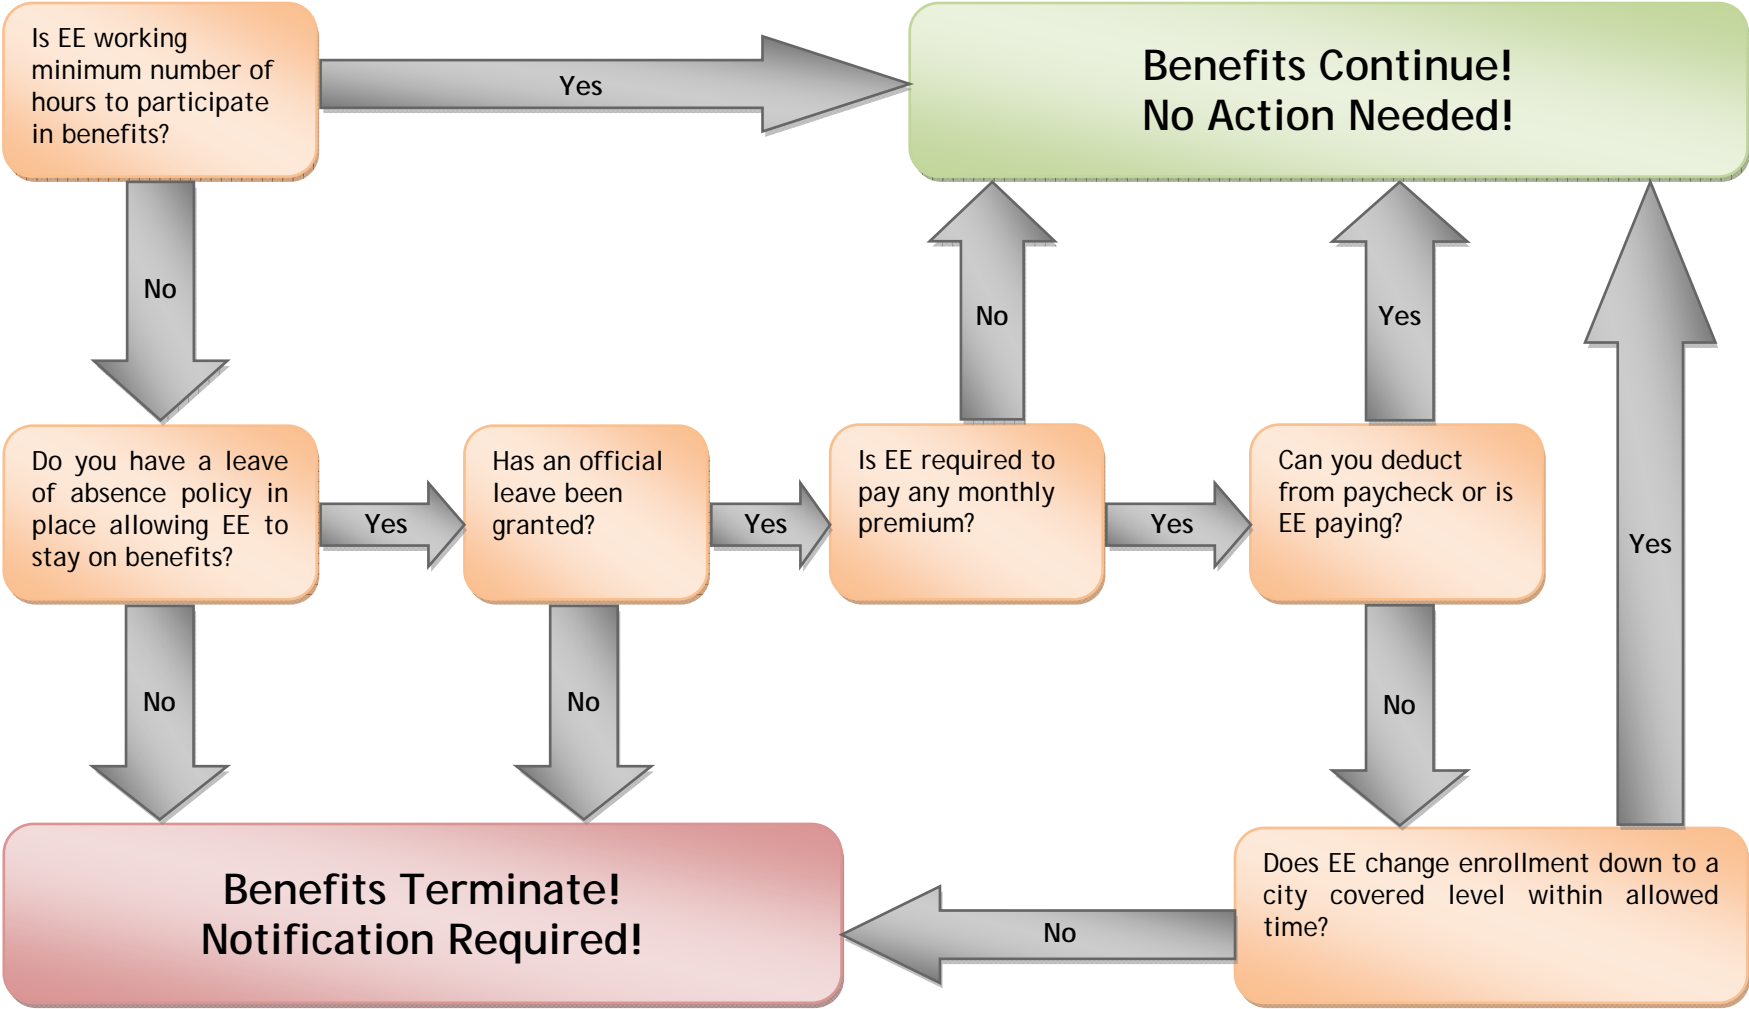 Is EE working
minimum number of
hours to participate
in benefits?
Yes
Benefits Continue!
No Action Needed!
No
No
Yes
Yes
Do you have a leave
of absence policy in
place allowing EE to
stay on benefits?
Yes
Has an official
leave been
granted?
Yes
Is EE required to
pay any monthly
premium?
Yes
Can you deduct
from paycheck or is
EE paying?
No
No
No
Benefits Terminate!
Notification Required!
No
Does EE change enrollment down to a
city covered level within allowed
time?